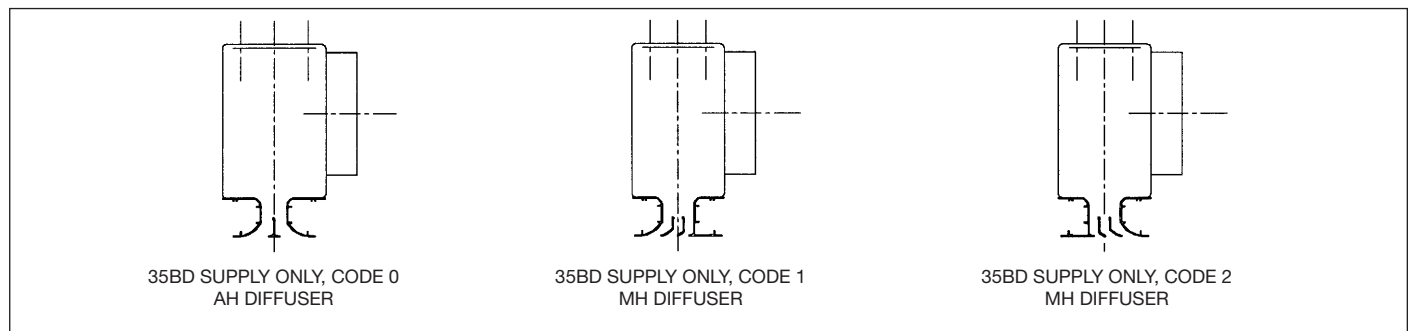 35BD SUPPLY ONLY, CODE 0
AH DIFFUSER
35BD SUPPLY ONLY, CODE 1
MH DIFFUSER
35BD SUPPLY ONLY, CODE 2
MH DIFFUSER